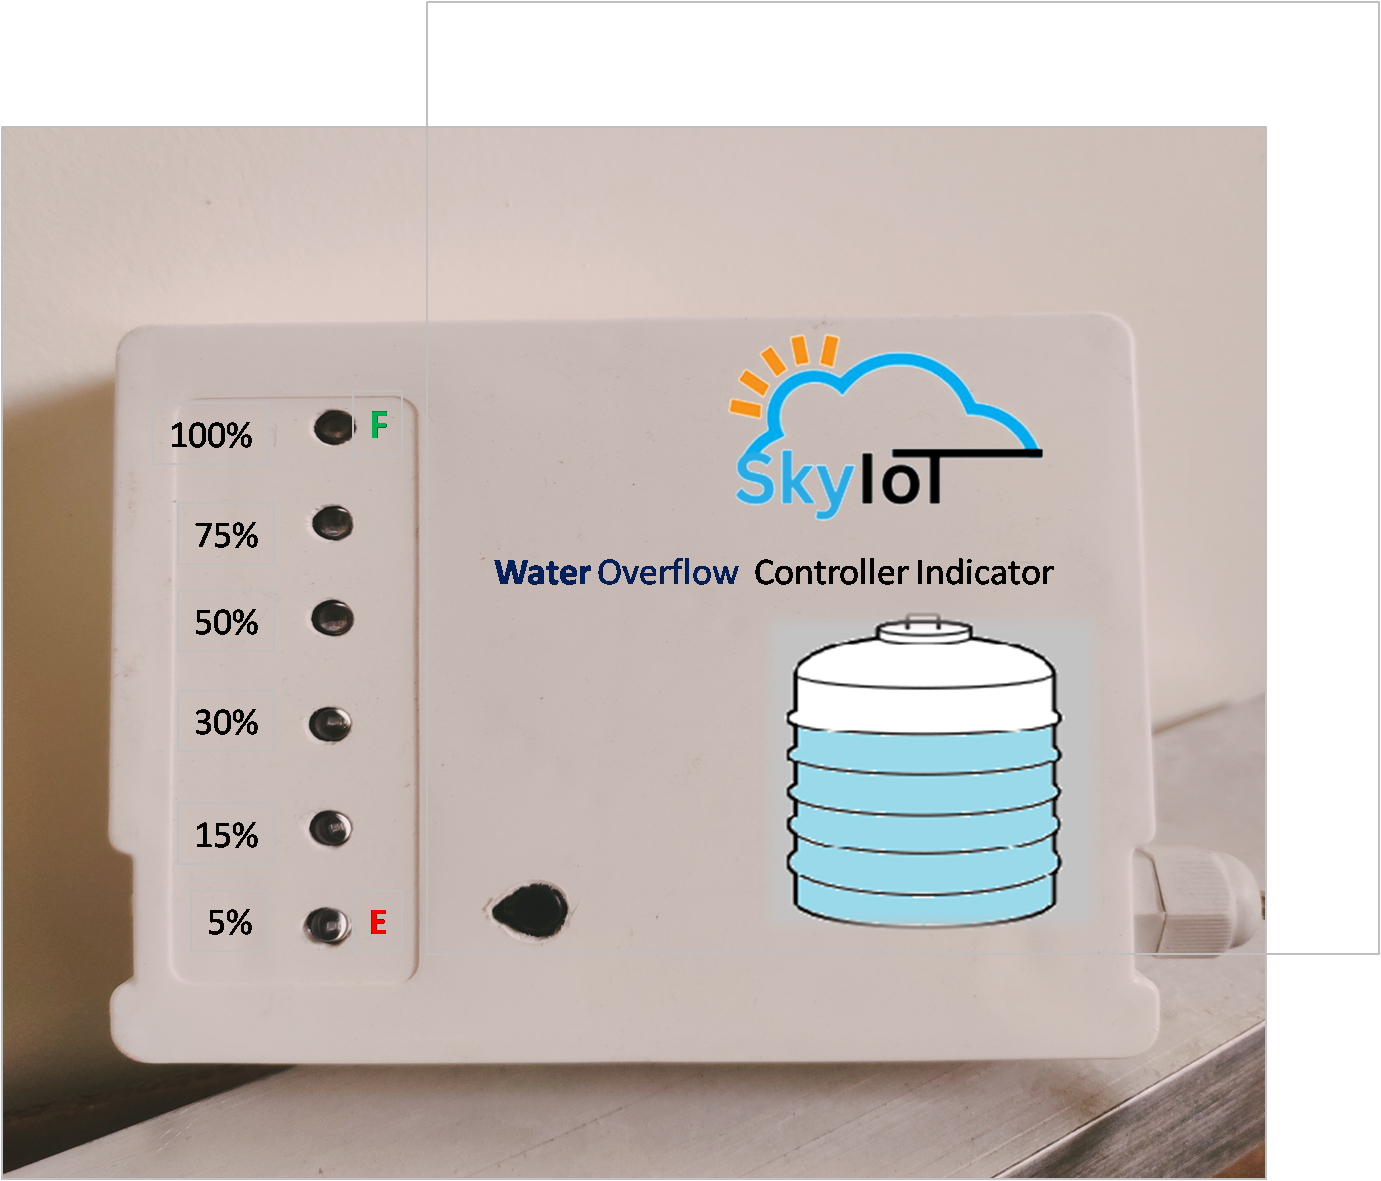 SkyIoT
Water Overflow Controller Indicator
100% F
75%
50%
30%
15%
5% E